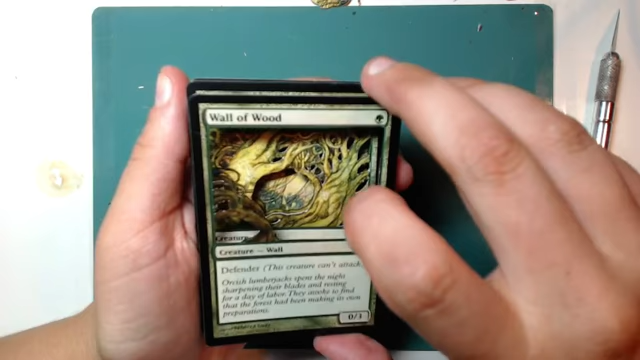 Wall of Wood
Creature
Creature — Wall
Defender (This creature can't attack
Orcish lumberjacks spent the night
sharpening their blades and resting
for a day of labor. They awoke to find
that the forest had been making its own
preparations.
0/3